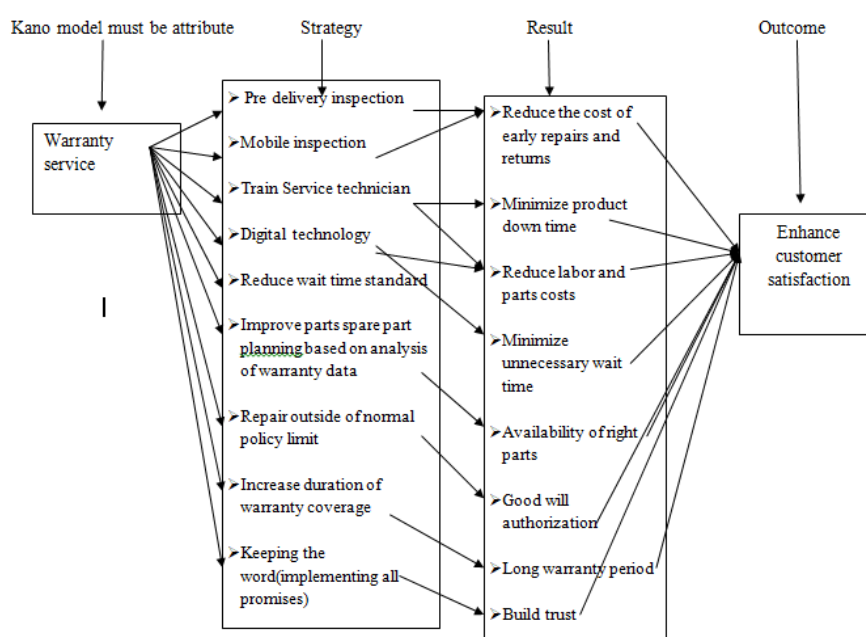 Kano model must be attribute
Strategy
Result
Outcome
Warranty
service
➢ Pre delivery inspection
➢Mobile inspection
➢Train Service technician
➢Digital technology
➢Reduce wait time standard
➢Improve parts spare part
planning based on analysis
of warranty data
➢Repair outside of normal
policy limit
➢Increase duration of
warranty coverage
➢Keeping the
word(implementing all
promises)
➢Reduce the cost of
early repairs and
returns
➢Minimize product
down time
➢Reduce labor and
parts costs
➢Minimize
unnecessary wait
time
➢Availability of right
parts
➢Good will
authorization
➢Long warranty period
➢Build trust
Enhance
customer
satisfaction